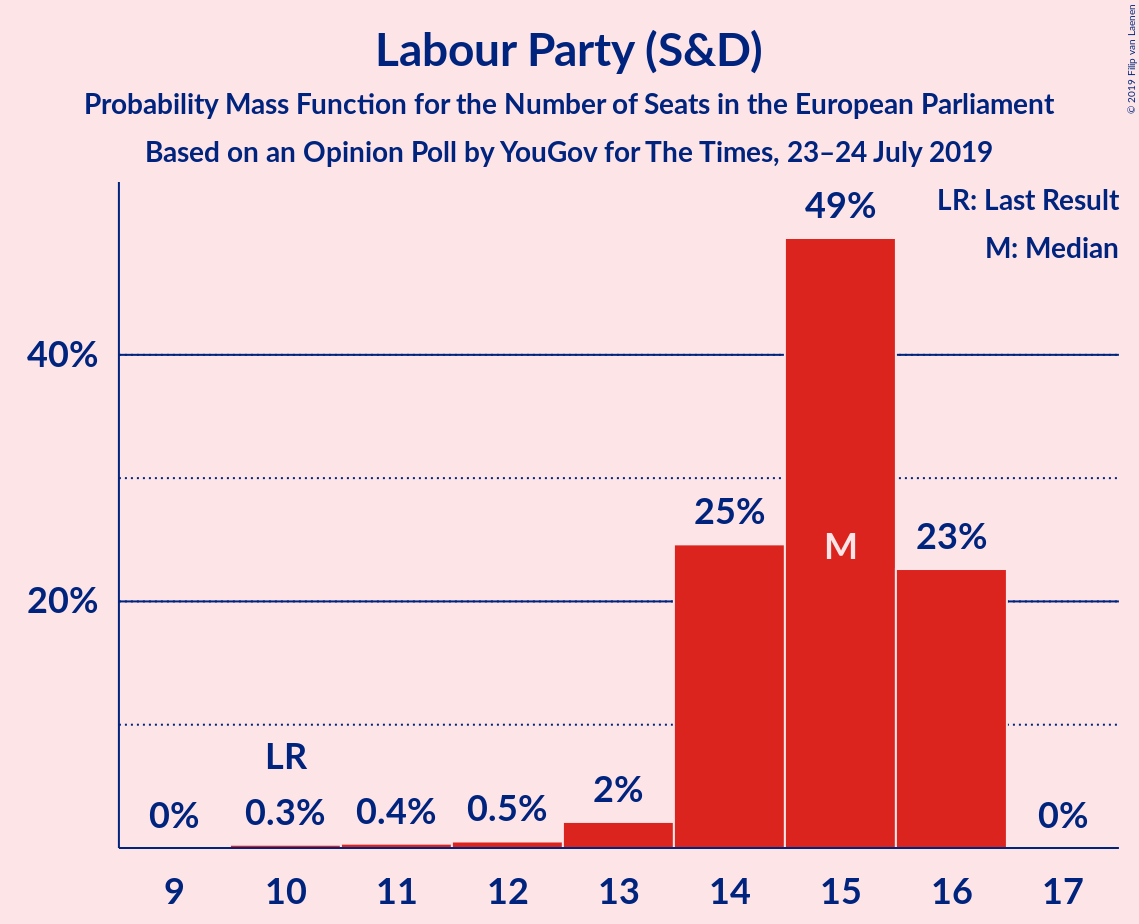 Labour Party (S&D)
Probability Mass Function for the Number of Seats in the European Parliament
Based on an Opinion Poll by YouGov for The Times, 23–24 July 2019
© 2019 Filip van Laenen
LR: Last Result
M: Median
49%
40%
25%
M
23%
20%
LR
0%
0.3%
0.4%
0.5%
2%
0%
9 10 11 12 13 14 15 16 17